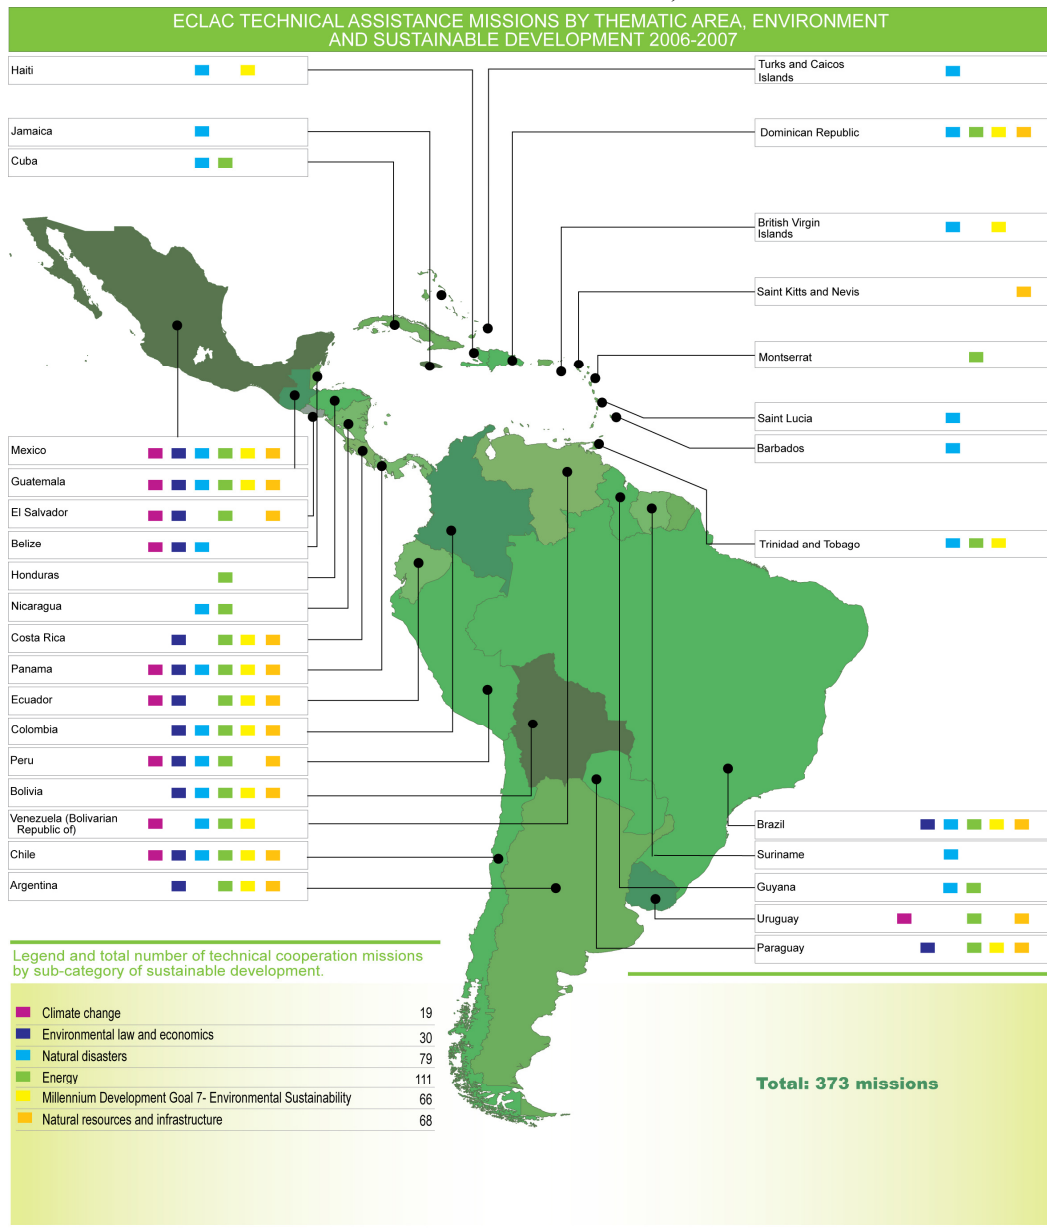 ECLAC TECHNICAL ASSISTANCE MISSIONS BY THEMATIC AREA, ENVIRONMENT
AND SUSTAINABLE DEVELOPMENT 2006-2007
Haiti
Jamaica
Cuba
Turks and Caicos
Islands
Dominican Republic
British Virgin
Islands
Saint Kitts and Nevis
Montserrat
Saint Lucia
Barbados
Trinidad and Tobago
Mexico
Guatemala
El Salvador
Belize
Honduras
Nicaragua
Costa Rica
Panama
Ecuador
Colombia
Peru
Bolivia
Venezuela (Bolivarian
Republic of)
Chile
Argentina
Brazil
Suriname
Guyana
Uruguay
Paraguay
Legend and total number of technical cooperation missions
by sub-category of sustainable development.
Climate change 19
Environmental law and economics 30
Natural disasters 79
Energy 111
Millennium Development Goal 7- Environmental Sustainability 66
Natural resources and infrastructure 68
Total: 373 missions